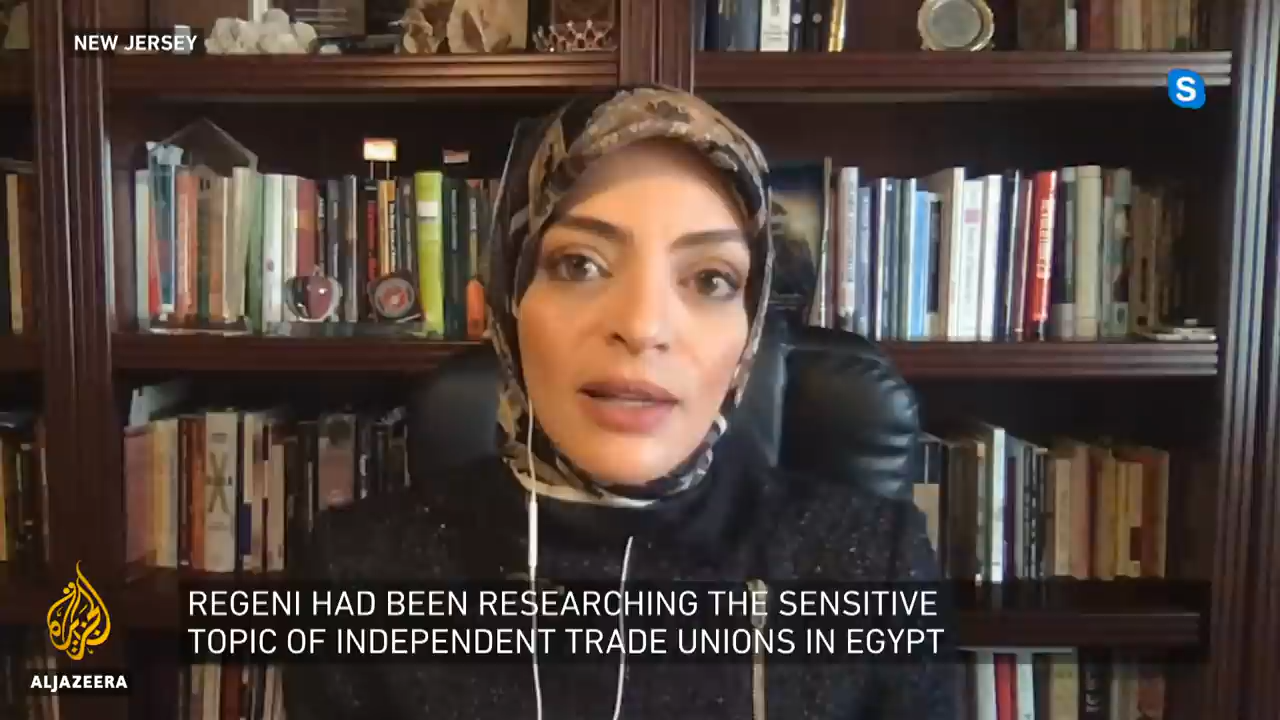 NEW JERSEY
S
REGENI HAD BEEN RESEARCHING THE SENSITIVE
TOPIC OF INDEPENDENT TRADE UNIONS IN EGYPT
الجزيرة
ALJAZEERA